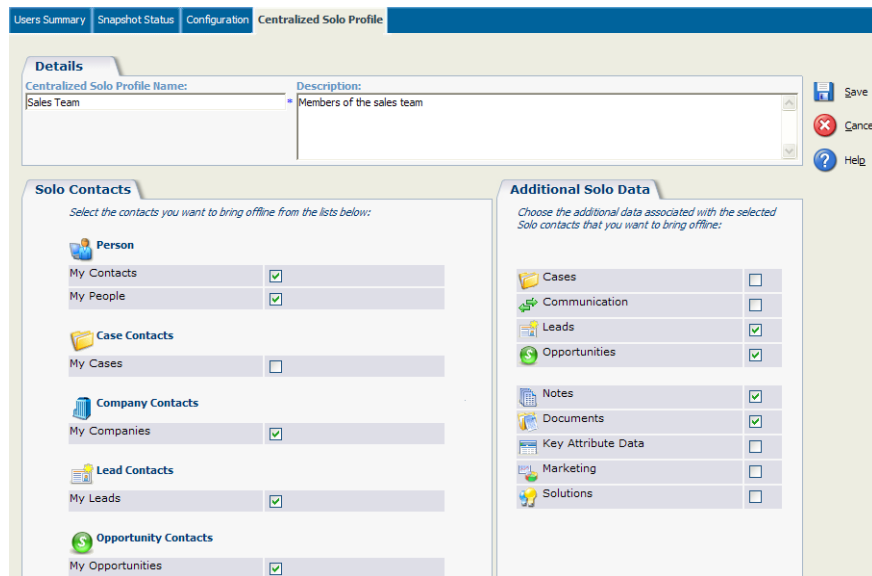 Users Summary Snapshot Status Configuration Centralized Solo Profile
Details
Centralized Solo Profile Name: Description:
Sales Team * Members of the sales team
Save
Cance
Help
Solo Contacts
Select the contacts you want to bring offline from the lists below:
Person
My Contacts
My People
Case Contacts
My Cases
Company Contacts
My Companies
Lead Contacts
My Leads
Opportunity Contacts
My Opportunities
Additional Solo Data
Choose the additional data associated with the selected
Solo contacts that you want to bring offline:
Cases
Communication
Leads
Opportunities
Notes
Documents
Key Attribute Data
Marketing
Solutions